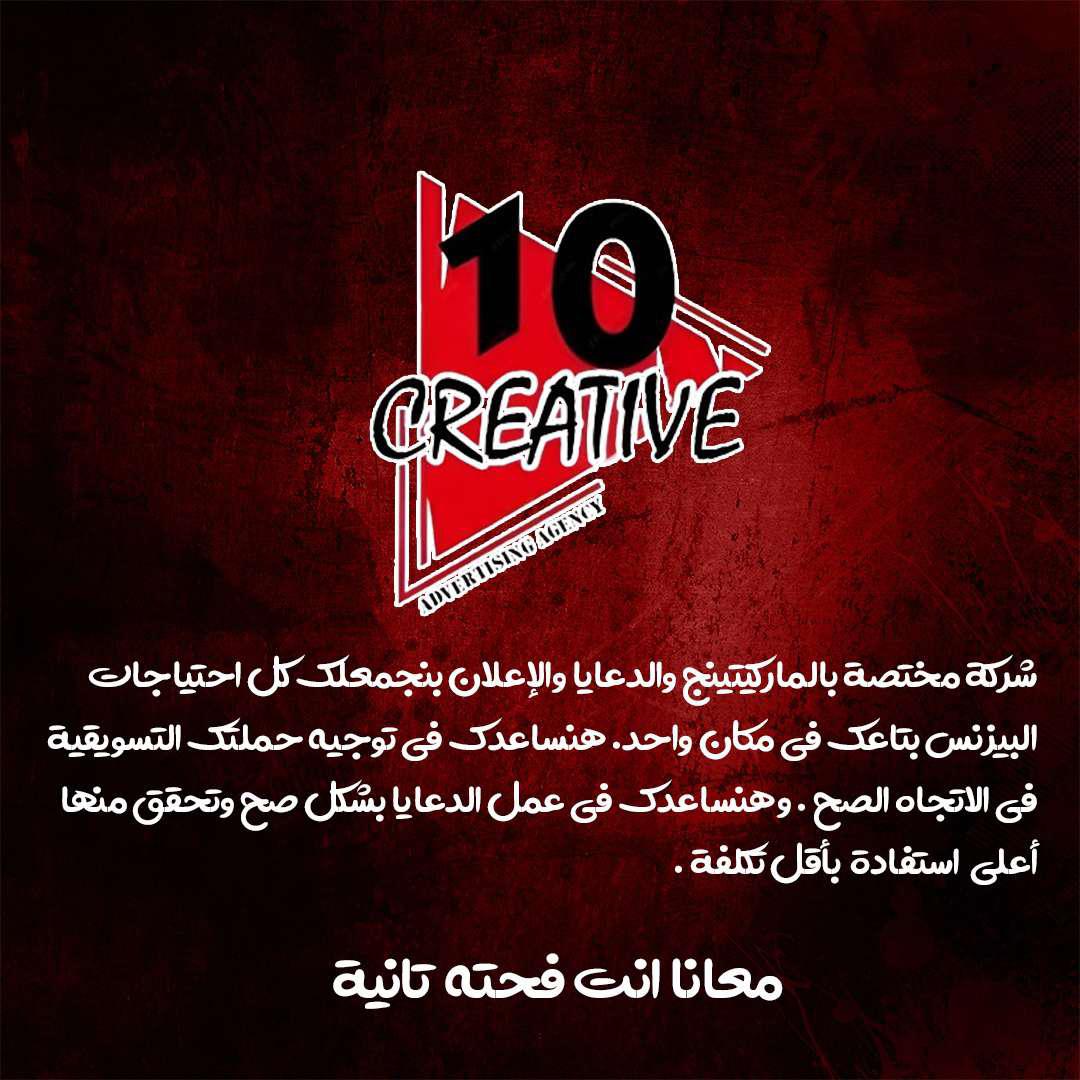 10
CREATIVE
ADVERTISING AGENCY
شركة مختصة بالماركيتينج والدعايا والإعلان بنجمعلك كل احتياجات
البيزنس بتاعك فى مكان واحد. هنساعدك فى توجيه حملتك التسويقية
فى الاتجاه الصح . وهنساعدك فى عمل الدعايا بشكل صح وتحقق منها
أعلى استفادة بأقل تكلفة .
معانا انت فحته تانية